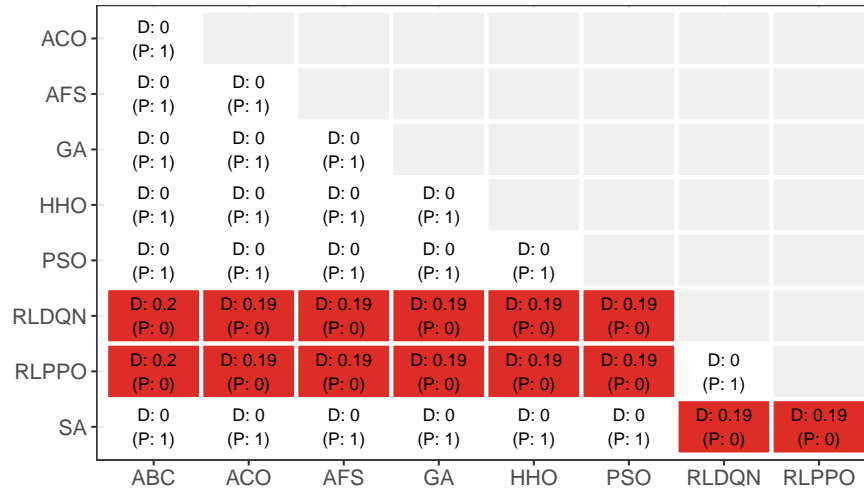 ACO
D: 0
(P: 1)
AFS
D: 0 D: 0
(P: 1) (P: 1)
GA
D: 0 D: 0 D: 0
(P: 1) (P: 1) (P: 1)
HHO
D: 0 D: 0 D: 0 D: 0
(P: 1) (P: 1) (P: 1) (P: 1)
PSO
D: 0 D: 0 D: 0 D: 0 D: 0
(P: 1) (P: 1) (P: 1) (P: 1) (P: 1)
RLDQN
D: 0.2 D: 0.19 D: 0.19 D: 0.19 D: 0.19 D: 0.19
(P: 0) (P: 0) (P: 0) (P: 0) (P: 0) (P: 0)
RLPPO
D: 0.2 D: 0.19 D: 0.19 D: 0.19 D: 0.19 D: 0.19 D: 0
(P: 0) (P: 0) (P: 0) (P: 0) (P: 0) (P: 0) (P: 1)
SA
D: 0 D: 0 D: 0 D: 0 D: 0 D: 0 D: 0.19 D: 0.19
(P: 1) (P: 1) (P: 1) (P: 1) (P: 1) (P: 1) (P: 0) (P: 0)
ABC ACO AFS GA HHO PSO RLDQN RLPPO